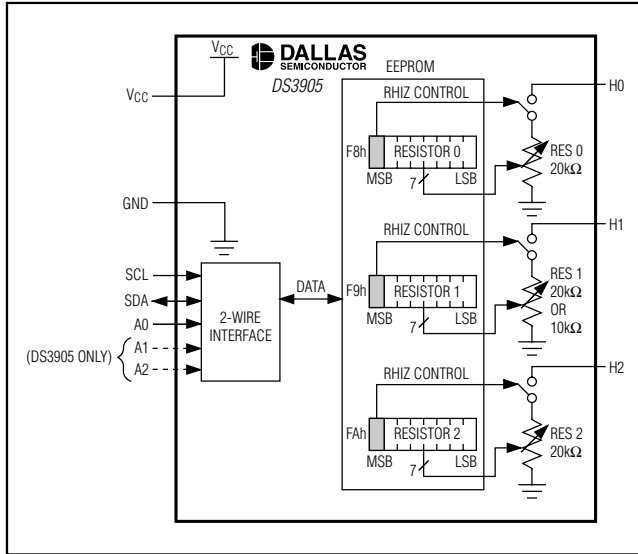 VCC
DALLAS
SEMICONDUCTOR
DS3905
EEPROM
VCC
RHIZ CONTROL
H0
F8h
RESISTOR 0
MSB
LSB
7
RES 0
20kΩ
GND
RHIZ CONTROL
H1
F9h
RESISTOR 1
MSB
LSB
7
RES 1
20kΩ
OR
10kΩ
SCL
SDA
A0
A1
A2
(DS3905 ONLY)
2-WIRE
INTERFACE
DATA
RHIZ CONTROL
H2
FAh
RESISTOR 2
MSB
LSB
7
RES 2
20kΩ